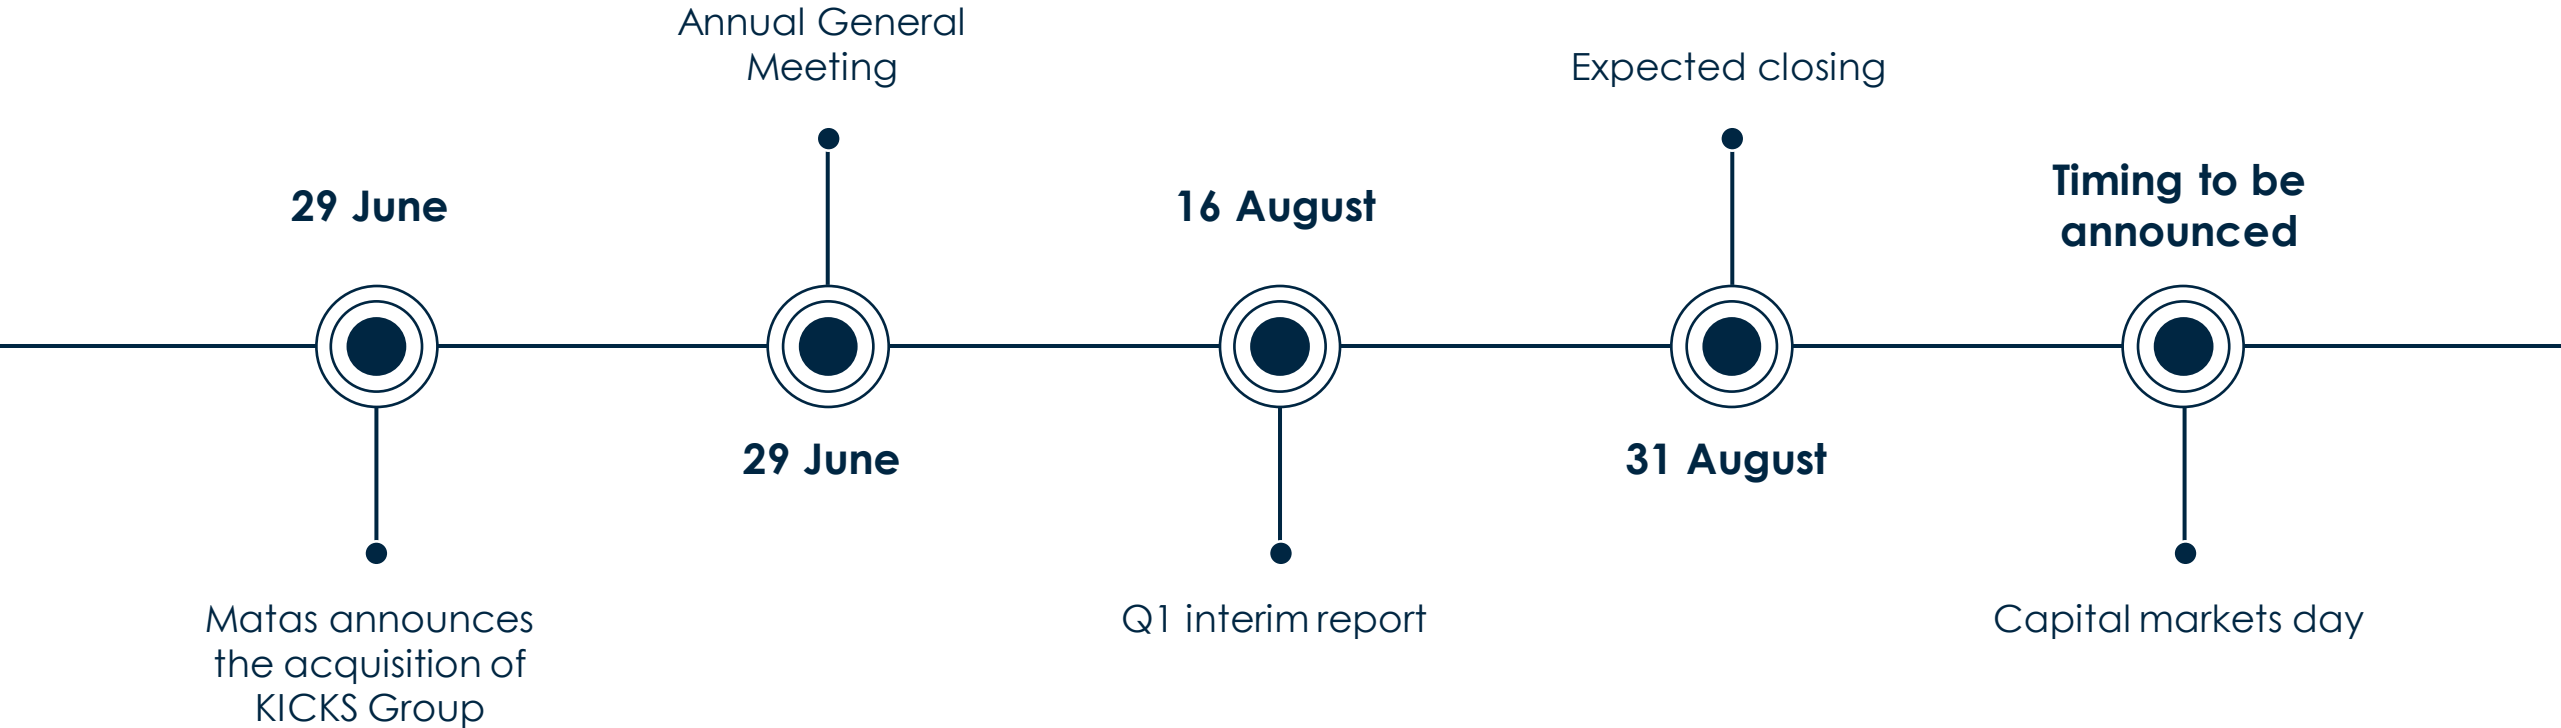 Annual General
Meeting
Expected closing
29 June
16 August
Timing to be
announced
29 June
31 August
Matas announces
the acquisition of
KICKS Group
Q1 interim report
Capital markets day